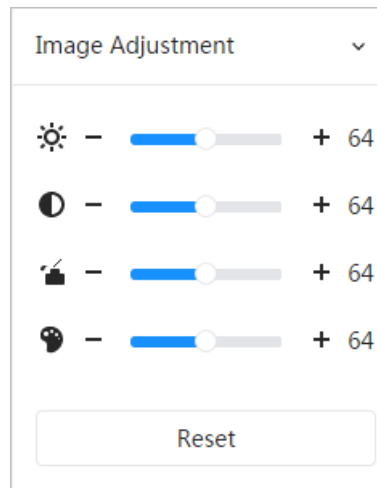 Image Adjustment
− + 64
− + 64
− + 64
− + 64
Reset